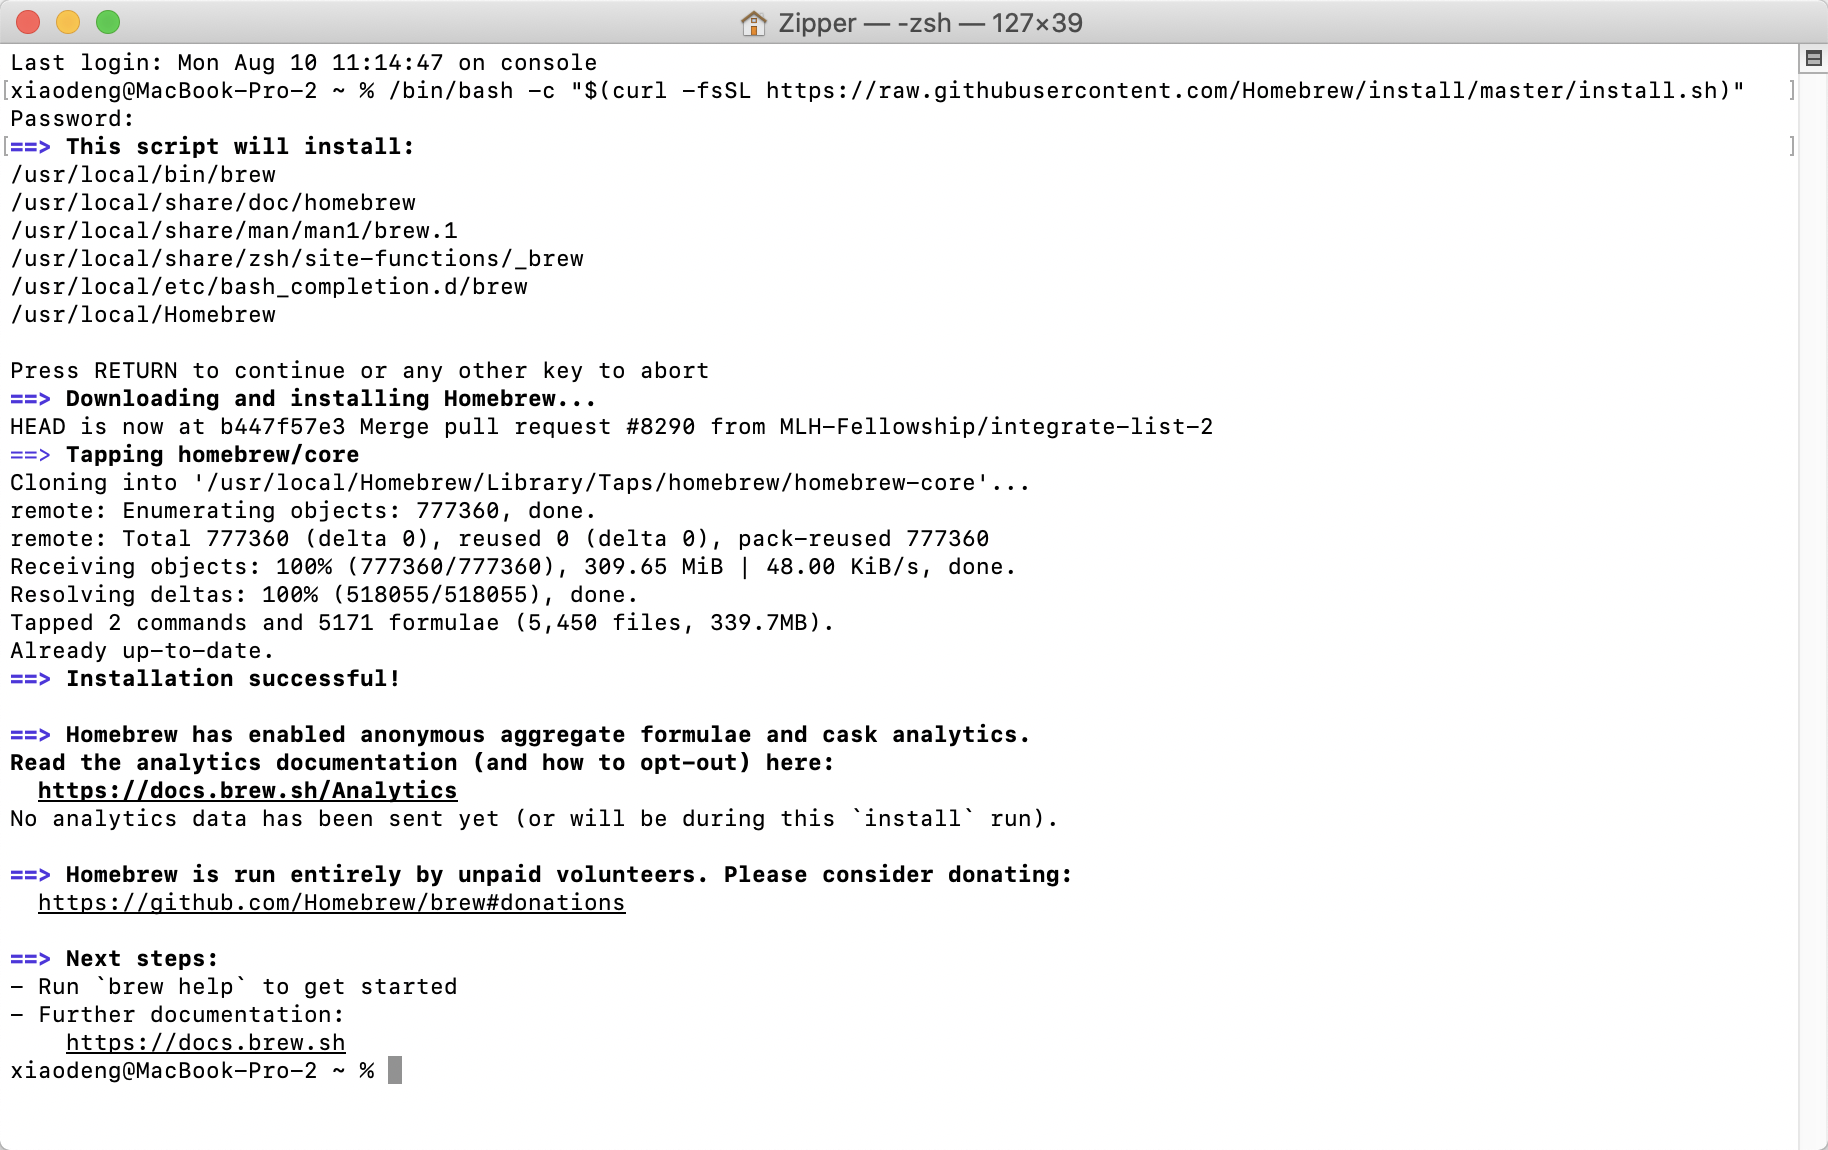 Zipper — -zsh — 127×39
Last login: Mon Aug 10 11:14:47 on console
[xiaodeng@MacBook-Pro-2 ~ % /bin/bash -c "$(curl -fsSL https://raw.githubusercontent.com/Homebrew/install/master/install.sh)" ]
Password:
[==> This script will install: ]
/usr/local/bin/brew
/usr/local/share/doc/homebrew
/usr/local/share/man/man1/brew.1
/usr/local/share/zsh/site-functions/_brew
/usr/local/etc/bash_completion.d/brew
/usr/local/Homebrew
Press RETURN to continue or any other key to abort
==> Downloading and installing Homebrew...
HEAD is now at b447f57e3 Merge pull request #8290 from MLH-Fellowship/integrate-list-2
==> Tapping homebrew/core
Cloning into '/usr/local/Homebrew/Library/Taps/homebrew/homebrew-core'...
remote: Enumerating objects: 777360, done.
remote: Total 777360 (delta 0), reused 0 (delta 0), pack-reused 777360
Receiving objects: 100% (777360/777360), 309.65 MiB | 48.00 KiB/s, done.
Resolving deltas: 100% (518055/518055), done.
Tapped 2 commands and 5171 formulae (5,450 files, 339.7MB).
Already up-to-date.
==> Installation successful!
==> Homebrew has enabled anonymous aggregate formulae and cask analytics.
Read the analytics documentation (and how to opt-out) here:
https://docs.brew.sh/Analytics
No analytics data has been sent yet (or will be during this `install` run).
==> Homebrew is run entirely by unpaid volunteers. Please consider donating:
https://github.com/Homebrew/brew#donations
==> Next steps:
- Run `brew help` to get started
- Further documentation:
https://docs.brew.sh
xiaodeng@MacBook-Pro-2 ~ %